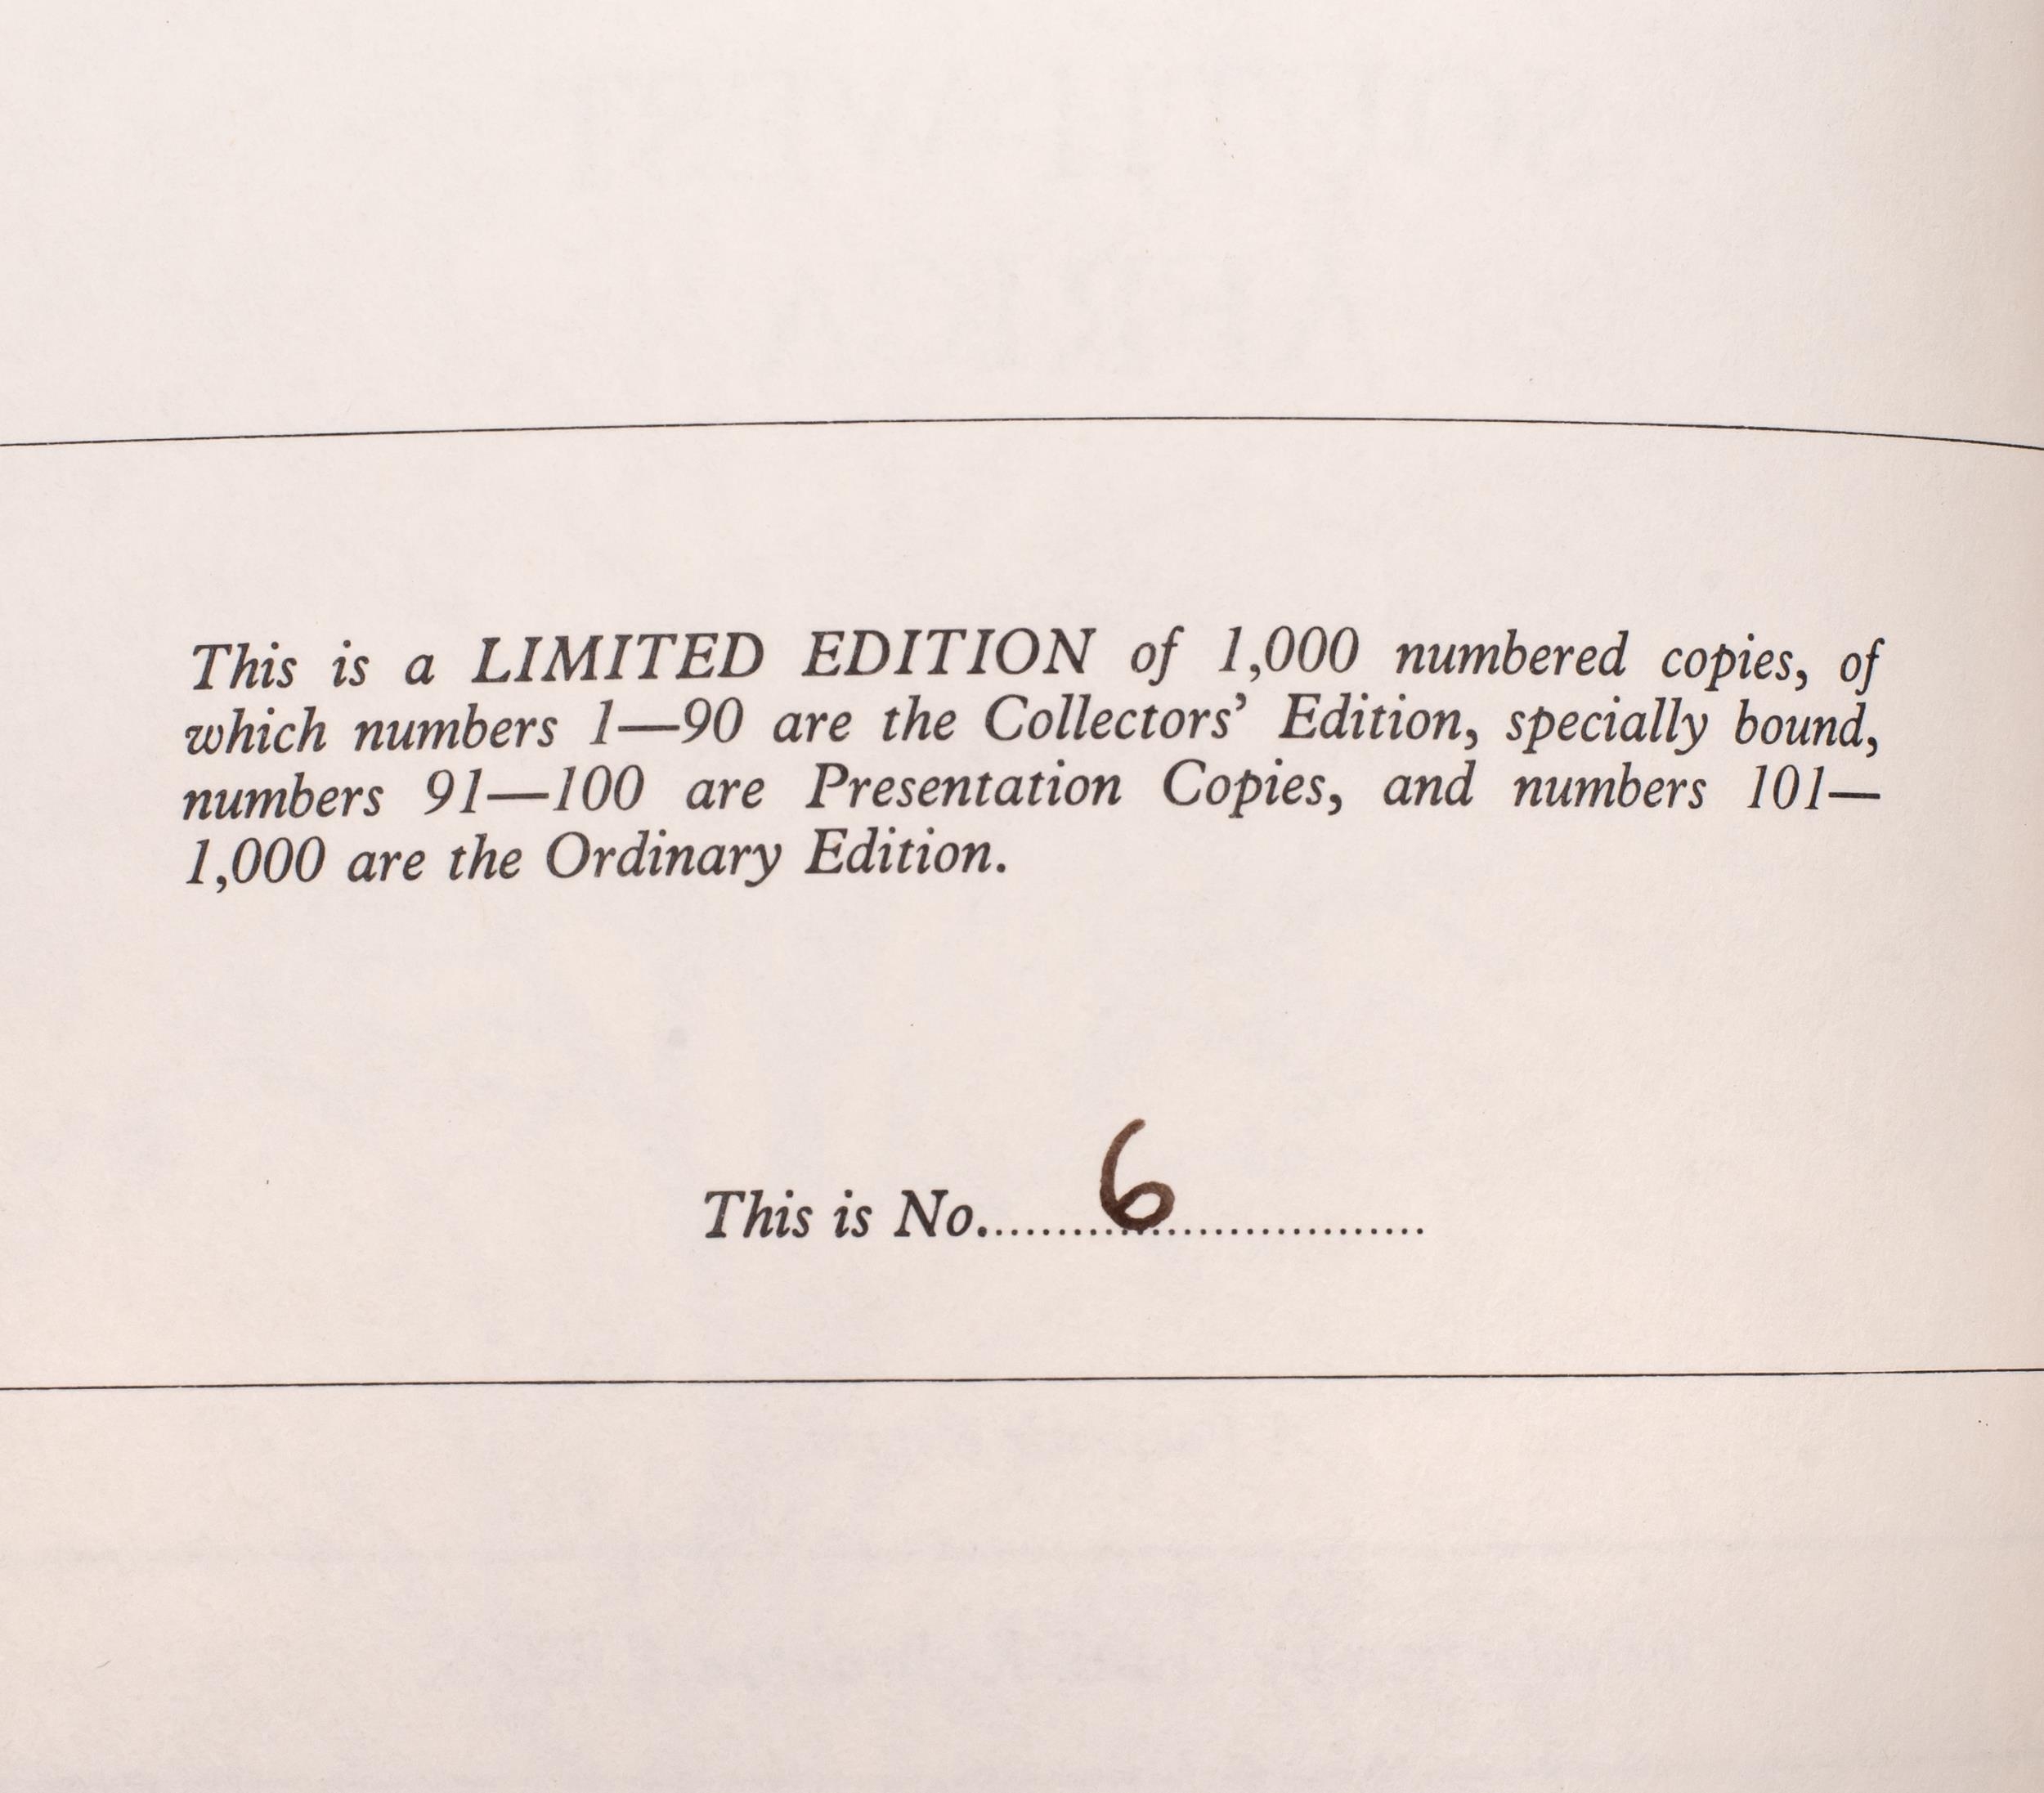 This is a LIMITED EDITION of 1,000 numbered copies, of
which numbers 1—90 are the Collectors’ Edition, specially bound,
numbers 91—100 are Presentation Copies, and numbers 101—
1,000 are the Ordinary Edition.
This is No. 6